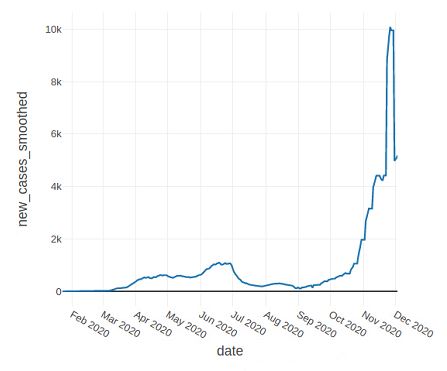 10k
8k
6k
4k
2k
0
new_cases_smoothed
Feb 2020
Mar 2020
Apr 2020
May 2020
Jun 2020
Jul 2020
Aug 2020
Sep 2020
Oct 2020
Nov 2020
Dec 2020
date